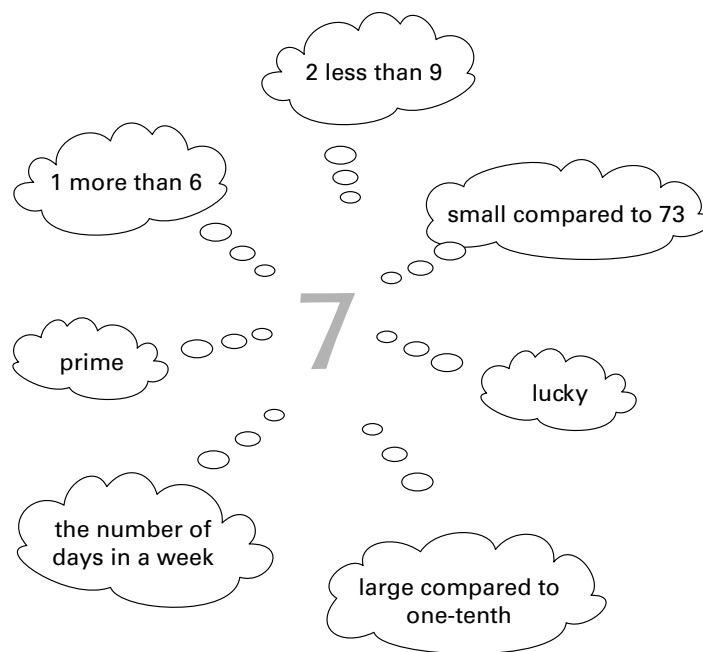 2 less than 9
1 more than 6
small compared to 73
7
prime
lucky
the number of
days in a week
large compared to
one-tenth